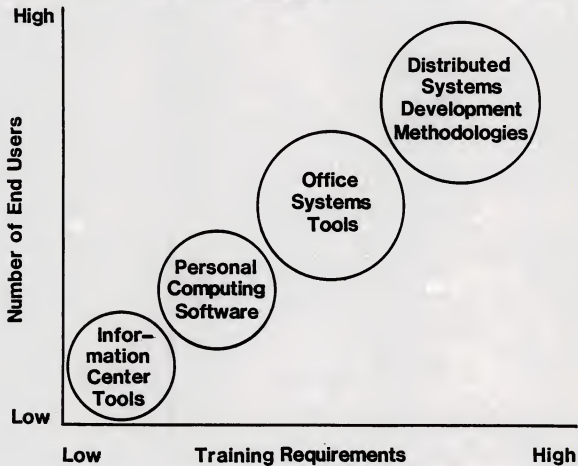 High
Number of End Users
Distributed
Systems
Development
Methodologies
Office
Systems
Tools
Personal
Computing
Software
Infor–
mation
Center
Tools
Low
Low
Training Requirements
High